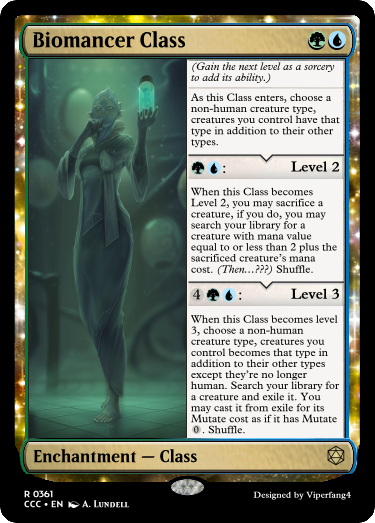 Biomancer Class
(Gain the next level as a sorcery
to add its ability.)
As this Class enters, choose a
non-human creature type,
creatures you control have that
type in addition to their other
types.
: Level 2
When this Class becomes
Level 2, you may sacrifice a
creature, if you do, you may
search your library for a
creature with mana value
equal to or less than 2 plus the
sacrificed creature's mana
cost. (Then...???) Shuffle.
4 : Level 3
When this Class becomes level
3, choose a non-human
creature type, creatures you
control becomes that type in
addition to their other types
except they're no longer
human. Search your library for
a creature and exile it. You
may cast it from exile for its
Mutate cost as if it has Mutate
0. Shuffle.
Enchantment — Class
R 0361
CCC • EN A. LUNDELL
Designed by Viperfang4